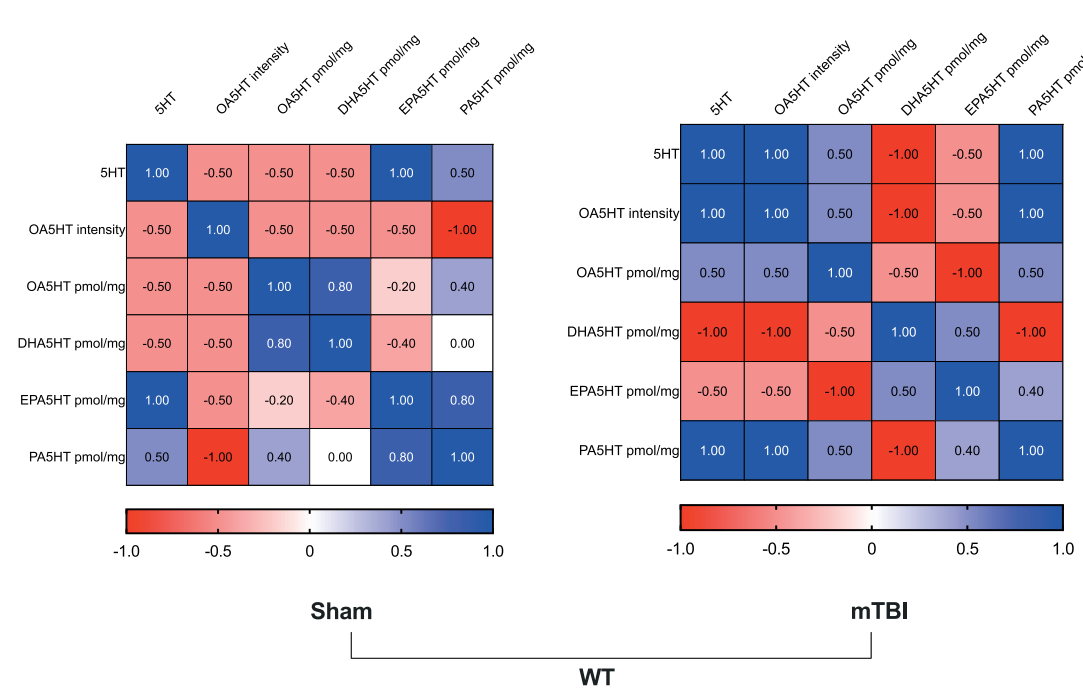 5HT OA5HT intensity OA5HT pmol/mg DHA5HT pmol/mg EPA5HT pmol/mg PA5HT pmol/mg
5HT 1.00 -0.50 -0.50 -0.50 1.00 0.50
OA5HT intensity -0.50 1.00 -0.50 -0.50 -0.50 -1.00
OA5HT pmol/mg -0.50 -0.50 1.00 0.80 -0.20 0.40
DHA5HT pmol/mg -0.50 -0.50 0.80 1.00 -0.40 0.00
EPA5HT pmol/mg 1.00 -0.50 -0.20 -0.40 1.00 0.80
PA5HT pmol/mg 0.50 -1.00 0.40 0.00 0.80 1.00
-1.0 -0.5 0 0.5 1.0
Sham
5HT OA5HT intensity OA5HT pmol/mg DHA5HT pmol/mg EPA5HT pmol/mg PA5HT pmo
5HT 1.00 1.00 0.50 -1.00 -0.50 1.00
OA5HT intensity 1.00 1.00 0.50 -1.00 -0.50 1.00
OA5HT pmol/mg 0.50 0.50 1.00 -0.50 -1.00 0.50
DHA5HT pmol/mg -1.00 -1.00 -0.50 1.00 0.50 -1.00
EPA5HT pmol/mg -0.50 -0.50 -1.00 0.50 1.00 0.40
PA5HT pmol/mg 1.00 1.00 0.50 -1.00 0.40 1.00
-1.0 -0.5 0 0.5 1.0
mTBI
WT